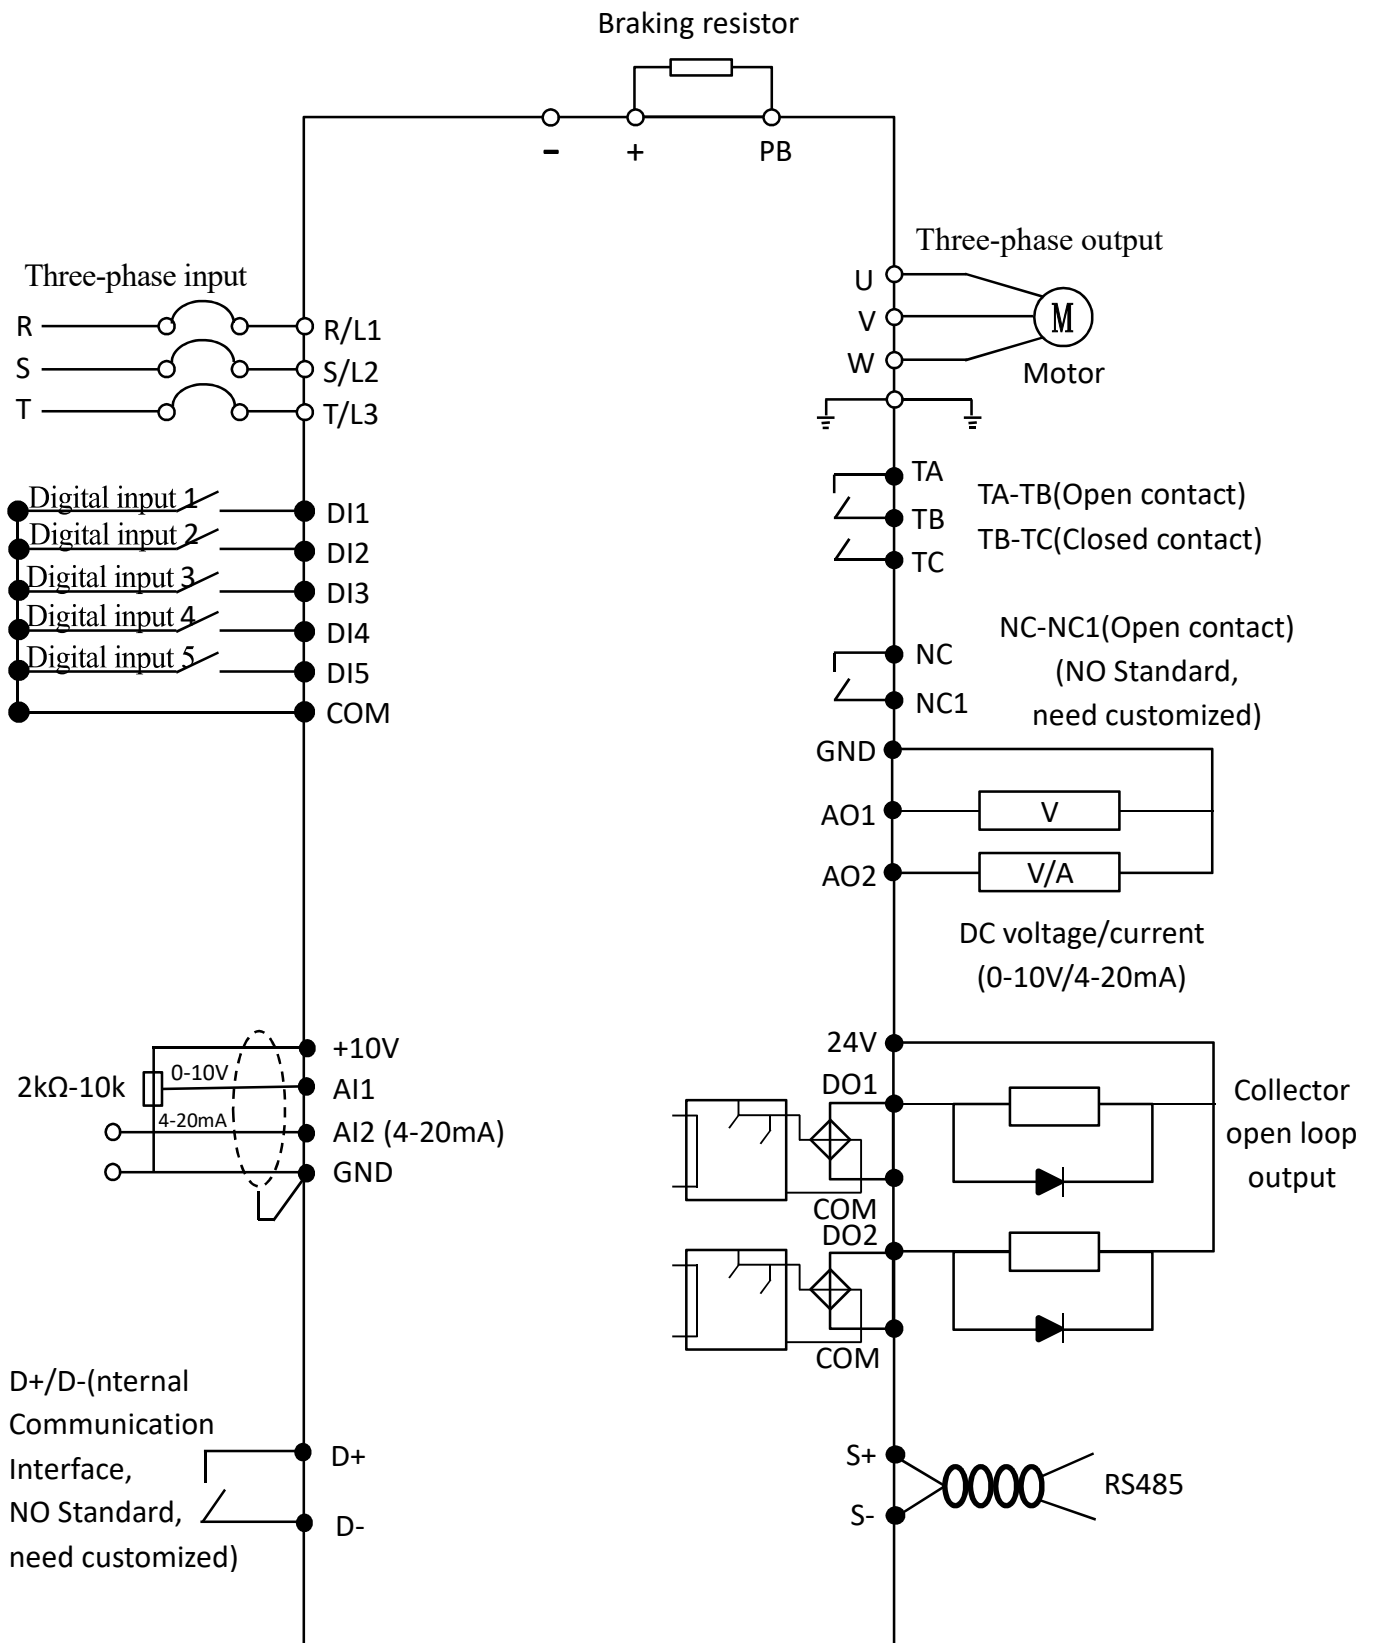 Braking resistor
-
+
PB
Three-phase input
R
R/L1
S
S/L2
T
T/L3
Three-phase output
U
V
W
M
Motor
Digital input 1
DI1
Digital input 2
DI2
Digital input 3
DI3
Digital input 4
DI4
Digital input 5
DI5
COM
TA
TB
TC
TA-TB(Open contact)
TB-TC(Closed contact)
NC
NC1
NC-NC1(Open contact)
(NO Standard,
need customized)
GND
AO1
V
AO2
V/A
DC voltage/current
(0-10V/4-20mA)
+10V
2kΩ-10k
0-10V
AI1
4-20mA
AI2 (4-20mA)
GND
24V
DO1
COM
DO2
COM
Collector
open loop
output
D+/D-(nternal
Communication
Interface,
NO Standard,
need customized)
D+
D-
S+
S-
RS485